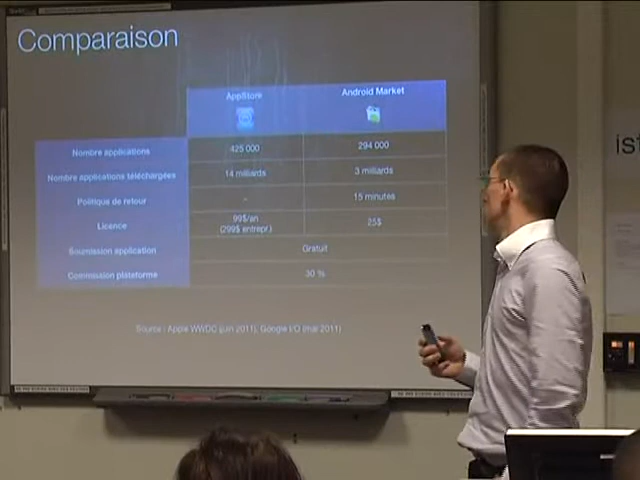 Comparaison
AppStore Android Market
Nombre applications 425 000 294 000
Nombre applications téléchargées 14 milliards 3 milliards
Politique de retour - 15 minutes
Licence 99$/an (299$ entrepr.) 25$
Soumission application Gratuit
Commission plateforme 30 %
Source : Apple WWDC (juin 2011), Google I/O (mai 2011)
ist